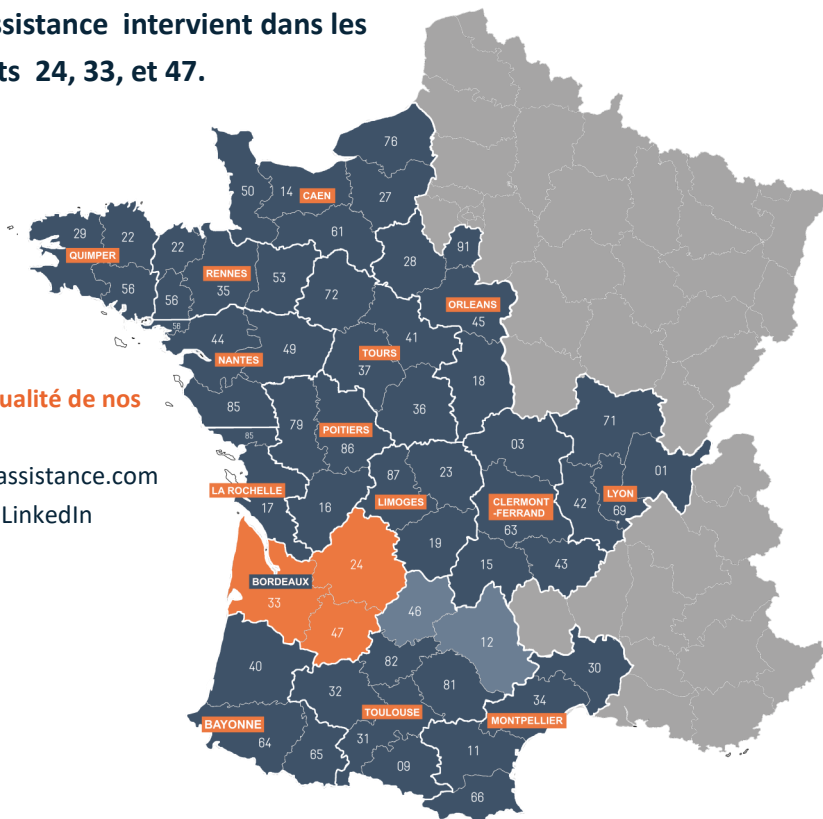 ssistance intervient dans les
ts 24, 33, et 47.
76
50
14
CAEN
27
61
29
22
22
QUIMPER
91
28
RENNES
53
35
56
56
72
ORLEANS
45
56
44
41
NANTES
49
TOURS
37
18
ualité de nos
85
79
36
POITIERS
86
85
71
03
assistance.com
87
23
01
LA ROCHELLE
LIMOGES
CLERMONT
-FERRAND
42
LYON
69
LinkedIn
17
16
63
19
15
43
24
BORDEAUX
33
46
47
12
40
82
30
32
81
34
TOULOUSE
MONTPELLIER
BAYONNE
64
65
31
11
09
66